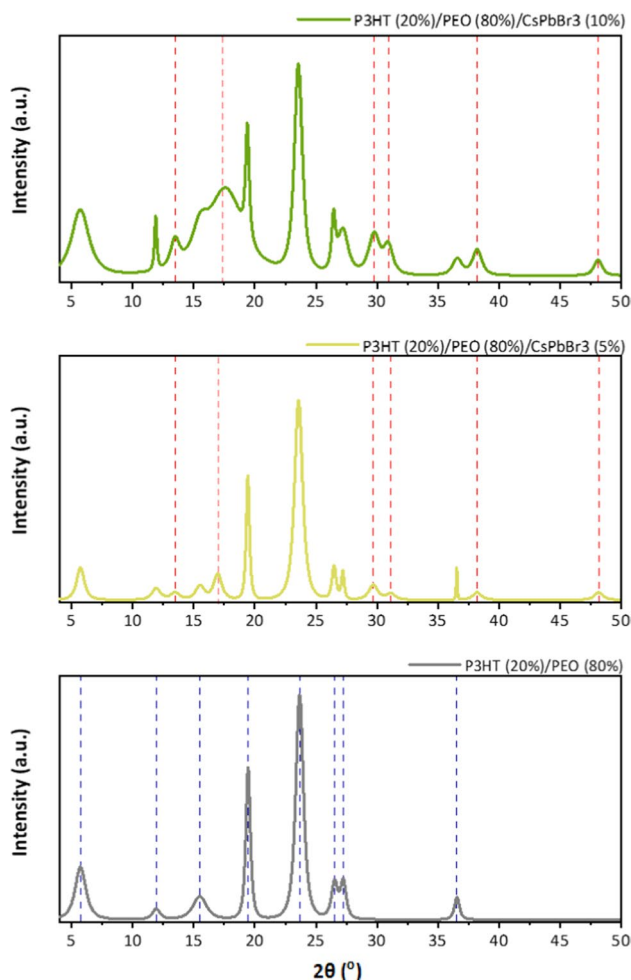 P3HT (20%)/PEO (80%)/CsPbBr3 (10%)
Intensity (a.u.)
5 10 15 20 25 30 35 40 45 50
P3HT (20%)/PEO (80%)/CsPbBr3 (5%)
Intensity (a.u.)
5 10 15 20 25 30 35 40 45 50
P3HT (20%)/PEO (80%)
Intensity (a.u.)
5 10 15 20 25 30 35 40 45 50
2θ (⁰)